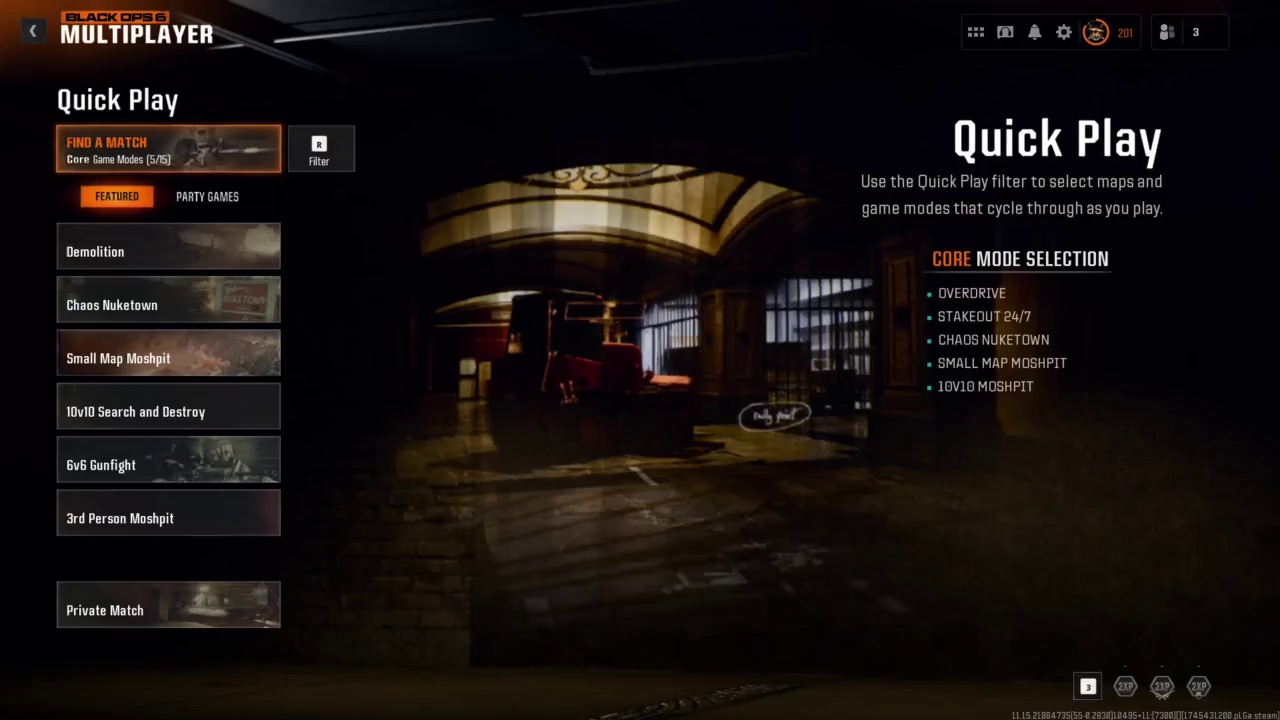 BLACK OPS 6
MULTIPLAYER
201
3
Quick Play
FIND A MATCH
Core Game Modes [5/15]
R
Filter
FEATURED
PARTY GAMES
Demolition
Chaos Nuketown
Small Map Moshpit
10v10 Search and Destroy
6v6 Gunfight
3rd Person Moshpit
Private Match
Quick Play
Use the Quick Play filter to select maps and
game modes that cycle through as you play.
CORE MODE SELECTION
OVERDRIVE
STAKEOUT 24/7
CHAOS NUKETOWN
SMALL MAP MOSHPIT
10V10 MOSHPIT
rally point
NUKETOWN
3
2XP
2XP
2XP